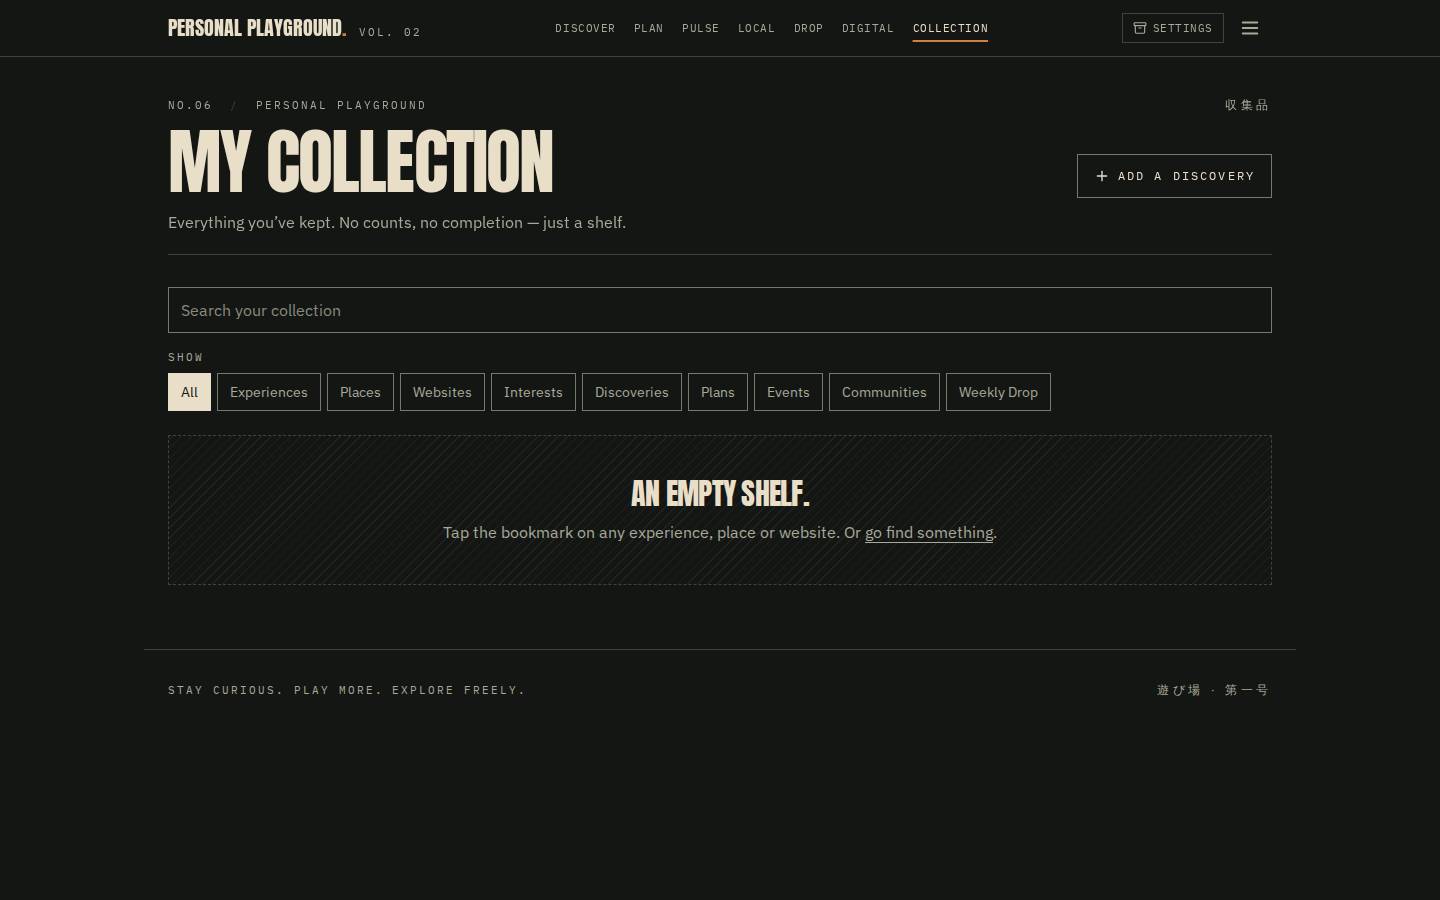 PERSONAL PLAYGROUND. VOL. 02
DISCOVER PLAN PULSE LOCAL DROP DIGITAL COLLECTION
SETTINGS
NO.06 / PERSONAL PLAYGROUND
収集品
MY COLLECTION
+ ADD A DISCOVERY
Everything you’ve kept. No counts, no completion — just a shelf.
Search your collection
SHOW
All Experiences Places Websites Interests Discoveries Plans Events Communities Weekly Drop
AN EMPTY SHELF.
Tap the bookmark on any experience, place or website. Or go find something.
STAY CURIOUS. PLAY MORE. EXPLORE FREELY.
遊び場 · 第一号